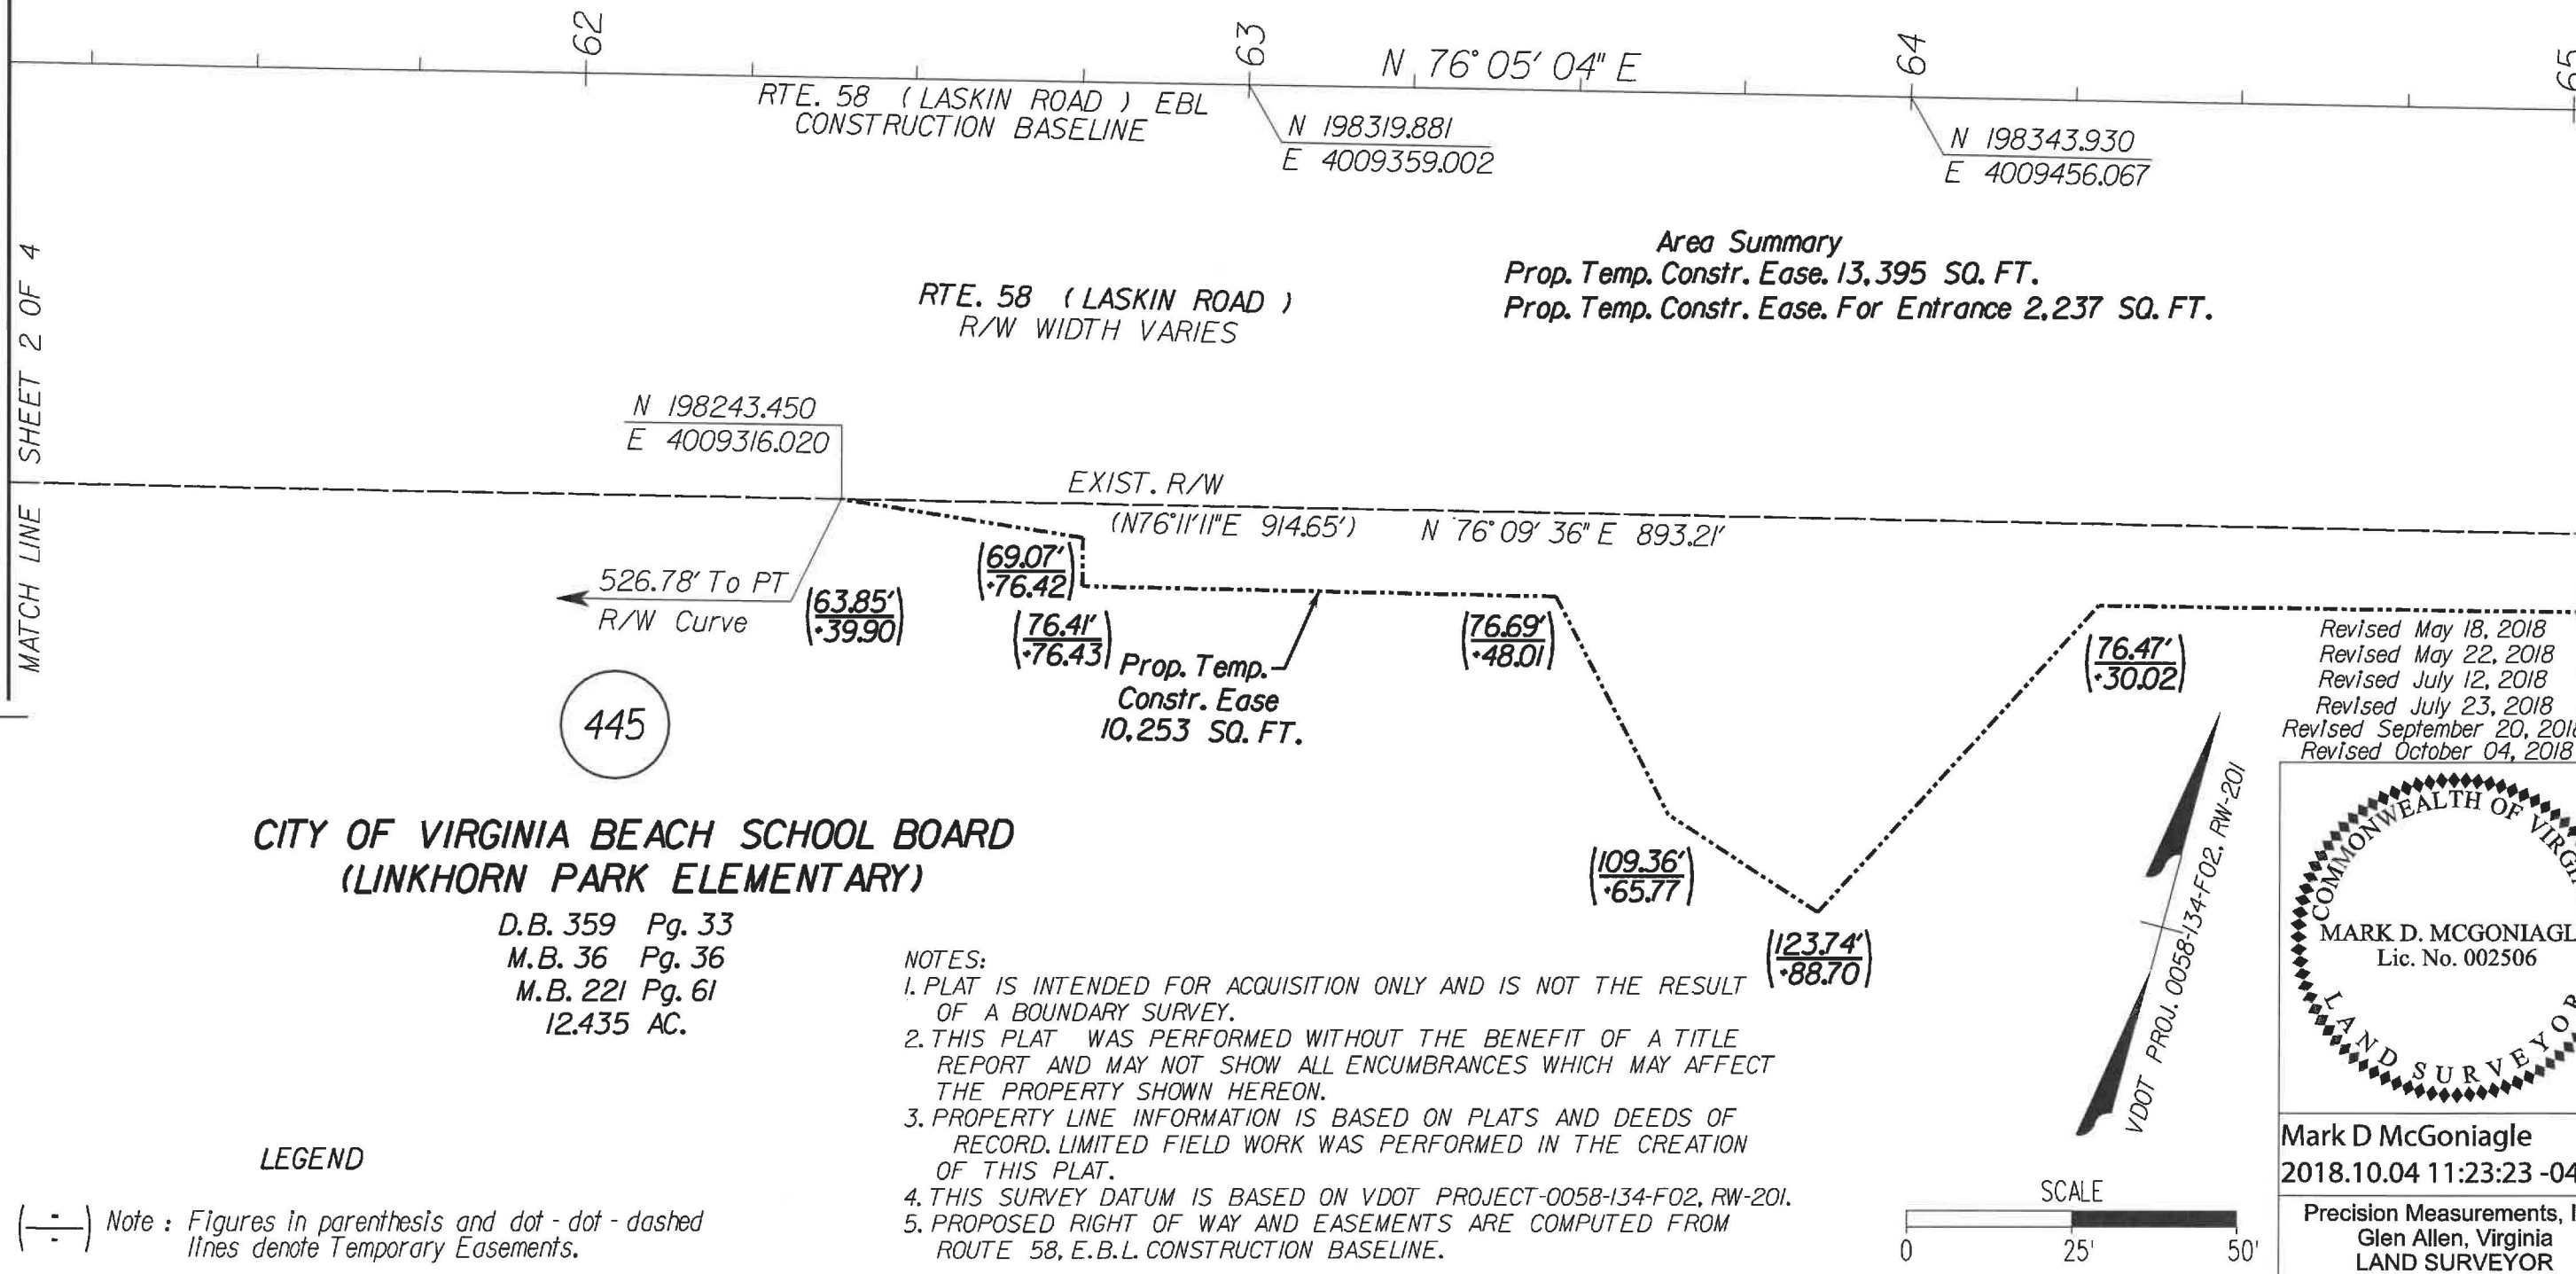 62
63
N 76° 05' 04" E
64
65
RTE. 58 ( LASKIN ROAD ) EBL
CONSTRUCTION BASELINE
N 198319.881
E 4009359.002
N 198343.930
E 4009456.067
MATCH LINE SHEET 2 OF 4
Area Summary
Prop. Temp. Constr. Ease. 13,395 SQ. FT.
Prop. Temp. Constr. Ease. For Entrance 2,237 SQ. FT.
RTE. 58 ( LASKIN ROAD )
R/W WIDTH VARIES
N 198243.450
E 4009316.020
EXIST. R/W
(N76°11'11"E 914.65') N 76° 09' 36" E 893.21'
526.78' To PT
R/W Curve
(63.85'
+39.90)
(69.07'
+76.42)
(76.41'
+76.43)
Prop. Temp.
Constr. Ease
10,253 SQ. FT.
(76.69'
+48.01)
(109.36'
+65.77)
(123.74'
+88.70)
(76.47'
+30.02)
445
CITY OF VIRGINIA BEACH SCHOOL BOARD
(LINKHORN PARK ELEMENTARY)
D.B. 359 Pg. 33
M.B. 36 Pg. 36
M.B. 221 Pg. 61
12.435 AC.
NOTES:
1. PLAT IS INTENDED FOR ACQUISITION ONLY AND IS NOT THE RESULT
OF A BOUNDARY SURVEY.
2. THIS PLAT WAS PERFORMED WITHOUT THE BENEFIT OF A TITLE
REPORT AND MAY NOT SHOW ALL ENCUMBRANCES WHICH MAY AFFECT
THE PROPERTY SHOWN HEREON.
3. PROPERTY LINE INFORMATION IS BASED ON PLATS AND DEEDS OF
RECORD. LIMITED FIELD WORK WAS PERFORMED IN THE CREATION
OF THIS PLAT.
4. THIS SURVEY DATUM IS BASED ON VDOT PROJECT-0058-134-F02, RW-201.
5. PROPOSED RIGHT OF WAY AND EASEMENTS ARE COMPUTED FROM
ROUTE 58, E.B.L. CONSTRUCTION BASELINE.
LEGEND
Note : Figures in parenthesis and dot - dot - dashed
lines denote Temporary Easements.
VDOT PROJ. 0058-134-F02, RW-201
SCALE
0 25' 50'
Revised May 18, 2018
Revised May 22, 2018
Revised July 12, 2018
Revised July 23, 2018
Revised September 20, 2018
Revised October 04, 2018
COMMONWEALTH OF VIRGI
MARK D. MCGONIAGL
Lic. No. 002506
LAND SURVEYOR
Mark D McGoniagle
2018.10.04 11:23:23 -04
Precision Measurements,
Glen Allen, Virginia
LAND SURVEYOR